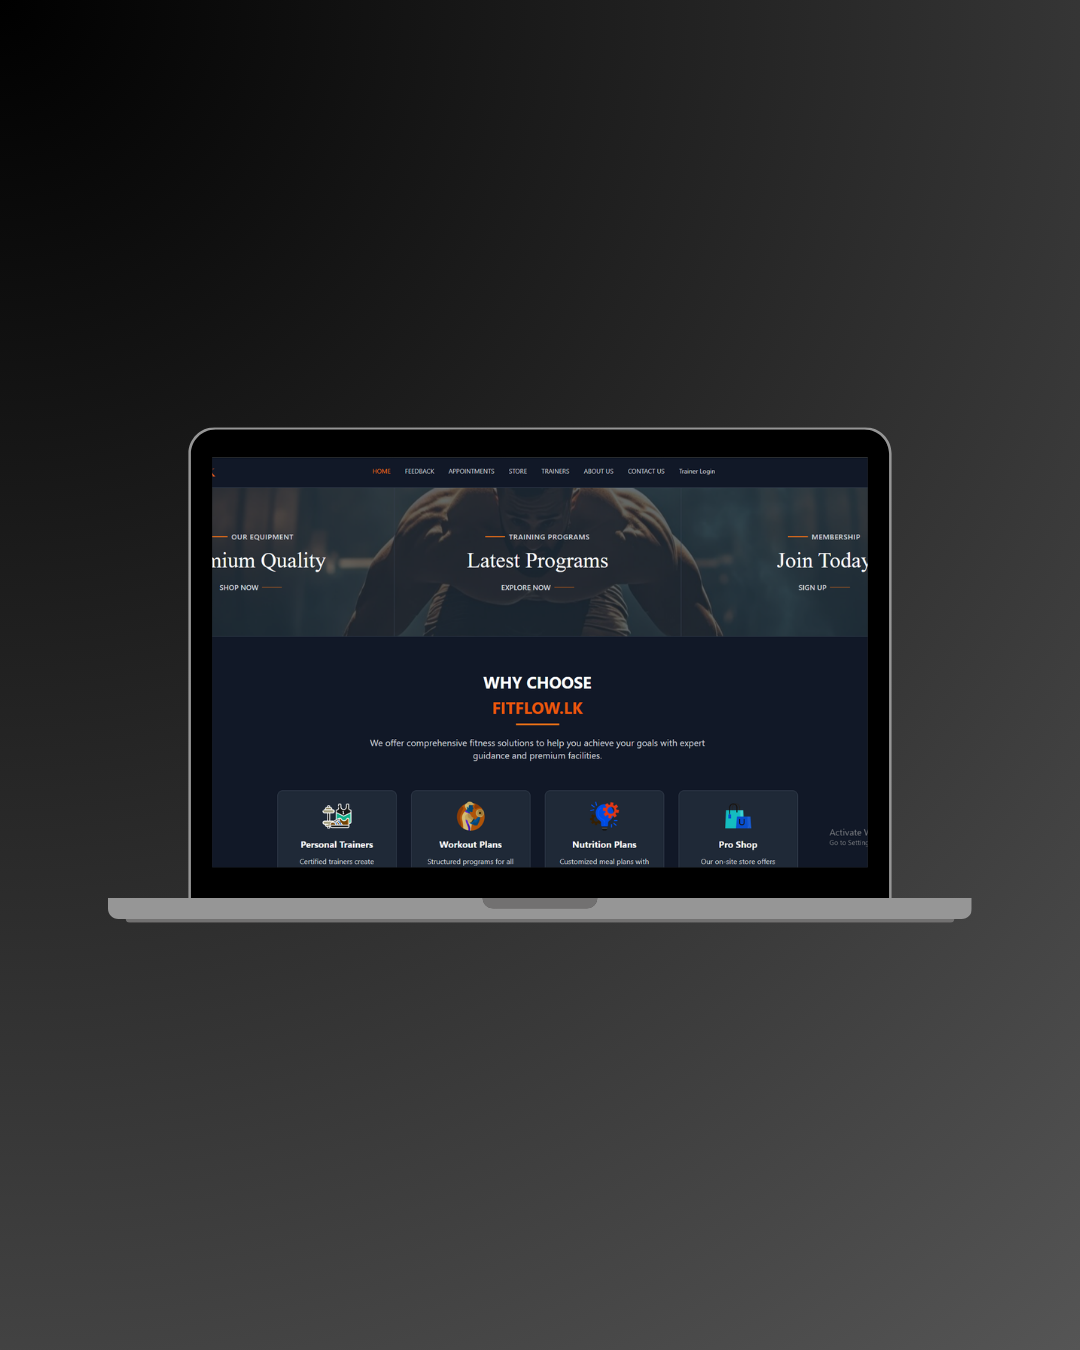 HOME FEEDBACK APPOINTMENTS STORE TRAINERS ABOUT US CONTACT US Trainer Login
OUR EQUIPMENT
mium Quality
SHOP NOW
TRAINING PROGRAMS
Latest Programs
EXPLORE NOW
MEMBERSHIP
Join Today
SIGN UP
WHY CHOOSE
FITFLOW.LK
We offer comprehensive fitness solutions to help you achieve your goals with expert
guidance and premium facilities.
Personal Trainers
Certified trainers create
Workout Plans
Structured programs for all
Nutrition Plans
Customized meal plans with
Pro Shop
Our on-site store offers
Activate
Go to Setting